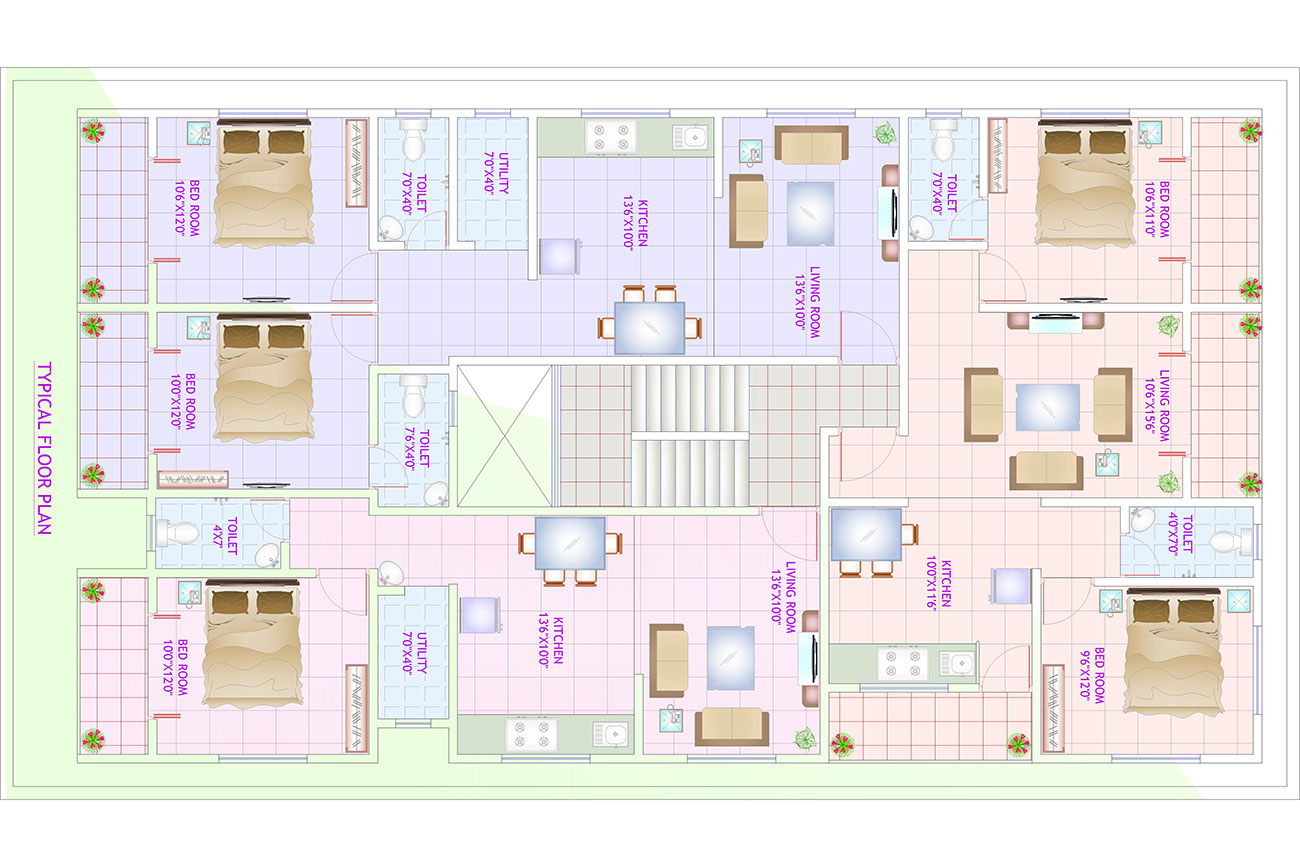 TYPICAL FLOOR PLAN
BED ROOM
10'6"X12'0"
TOILET
7'0"X4'0"
UTILITY
7'0"X4'0"
KITCHEN
13'6"X10'0"
LIVING ROOM
13'6"X10'0"
TOILET
7'0"X4'0"
BED ROOM
10'6"X11'0"
BED ROOM
10'0"X12'0"
TOILET
7'6"X4'0"
LIVING ROOM
10'6"X15'6"
TOILET
4'X7'
BED ROOM
10'0"X12'0"
UTILITY
7'0"X4'0"
KITCHEN
13'6"X10'0"
LIVING ROOM
13'6"X10'0"
KITCHEN
10'0"X11'6"
TOILET
4'0"X7'0"
BED ROOM
9'6"X12'0"